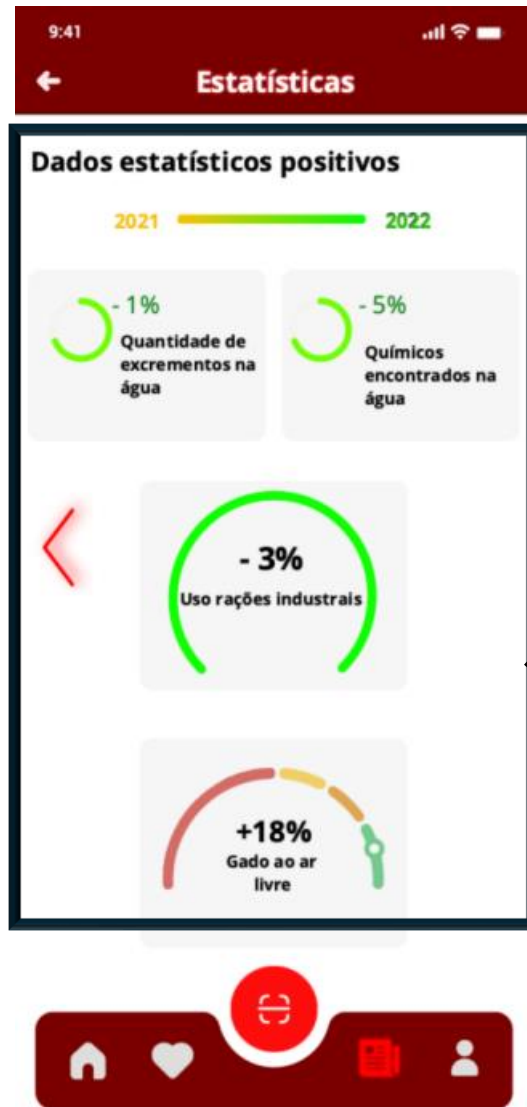 9:41
Estatísticas
Dados estatísticos positivos
2021
2022
- 1%
Quantidade de
excrementos na
água
- 5%
Químicos
encontrados na
água
- 3%
Uso rações industrais
+18%
Gado ao ar
livre